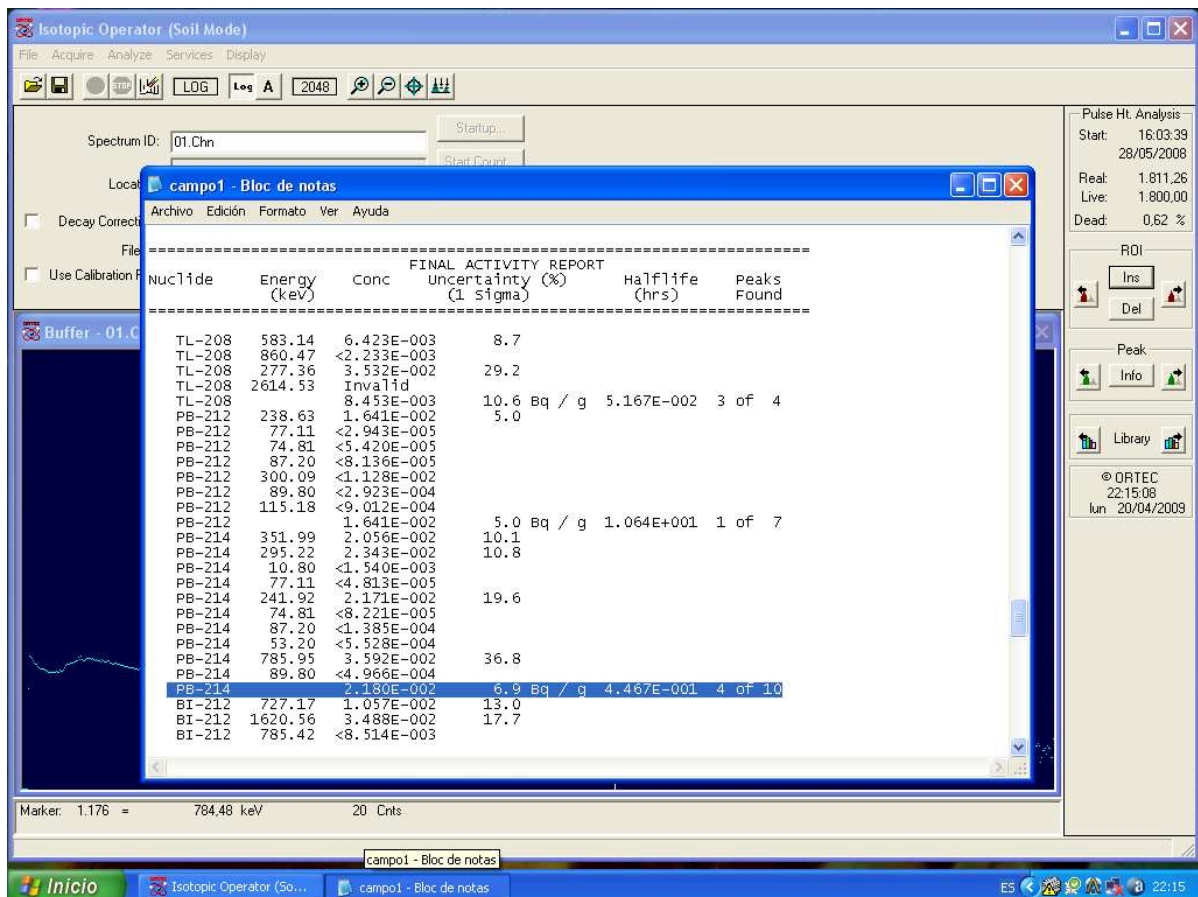 Isotopic Operator (Soil Mode)
File Acquire Analyze Services Display
LOG Log A 2048
Spectrum ID: 01.Chn
Startup...
Start Count
Locat
Decay Correcti
File
Use Calibration F
Buffer - 01.C
campo1 - Bloc de notas
Archivo Edición Formato Ver Ayuda
==========================================================================================
FINAL ACTIVITY REPORT
Nuclide Energy Conc Uncertainty (%) Halflife Peaks
(keV) (1 Sigma) (hrs) Found
==========================================================================================
TL-208 583.14 6.423E-003 8.7
TL-208 860.47 <2.233E-003
TL-208 277.36 3.532E-002 29.2
TL-208 2614.53 Invalid
TL-208 8.453E-003 10.6 Bq / g 5.167E-002 3 of 4
PB-212 238.63 1.641E-002 5.0
PB-212 77.11 <2.943E-005
PB-212 74.81 <5.420E-005
PB-212 87.20 <8.136E-005
PB-212 300.09 <1.128E-002
PB-212 89.80 <2.923E-004
PB-212 115.18 <9.012E-004
PB-212 1.641E-002 5.0 Bq / g 1.064E+001 1 of 7
PB-214 351.99 2.056E-002 10.1
PB-214 295.22 2.343E-002 10.8
PB-214 10.80 <1.540E-003
PB-214 77.11 <4.813E-005
PB-214 241.92 2.171E-002 19.6
PB-214 74.81 <8.221E-005
PB-214 87.20 <1.385E-004
PB-214 53.20 <5.528E-004
PB-214 785.95 3.592E-002 36.8
PB-214 89.80 <4.966E-004
PB-214 2.180E-002 6.9 Bq / g 4.467E-001 4 of 10
BI-212 727.17 1.057E-002 13.0
BI-212 1620.56 3.488E-002 17.7
BI-212 785.42 <8.514E-003
Pulse Ht. Analysis
Start: 16:03:39
28/05/2008
Real: 1.811,26
Live: 1.800,00
Dead: 0,62 %
ROI
Ins
Del
Peak
Info
Library
© ORTEC
22:15:08
lun 20/04/2009
Marker: 1.176 = 784,48 keV 20 Cnts
campo1 - Bloc de notas
Inicio
Isotopic Operator (So...
campo1 - Bloc de notas
ES
22:15